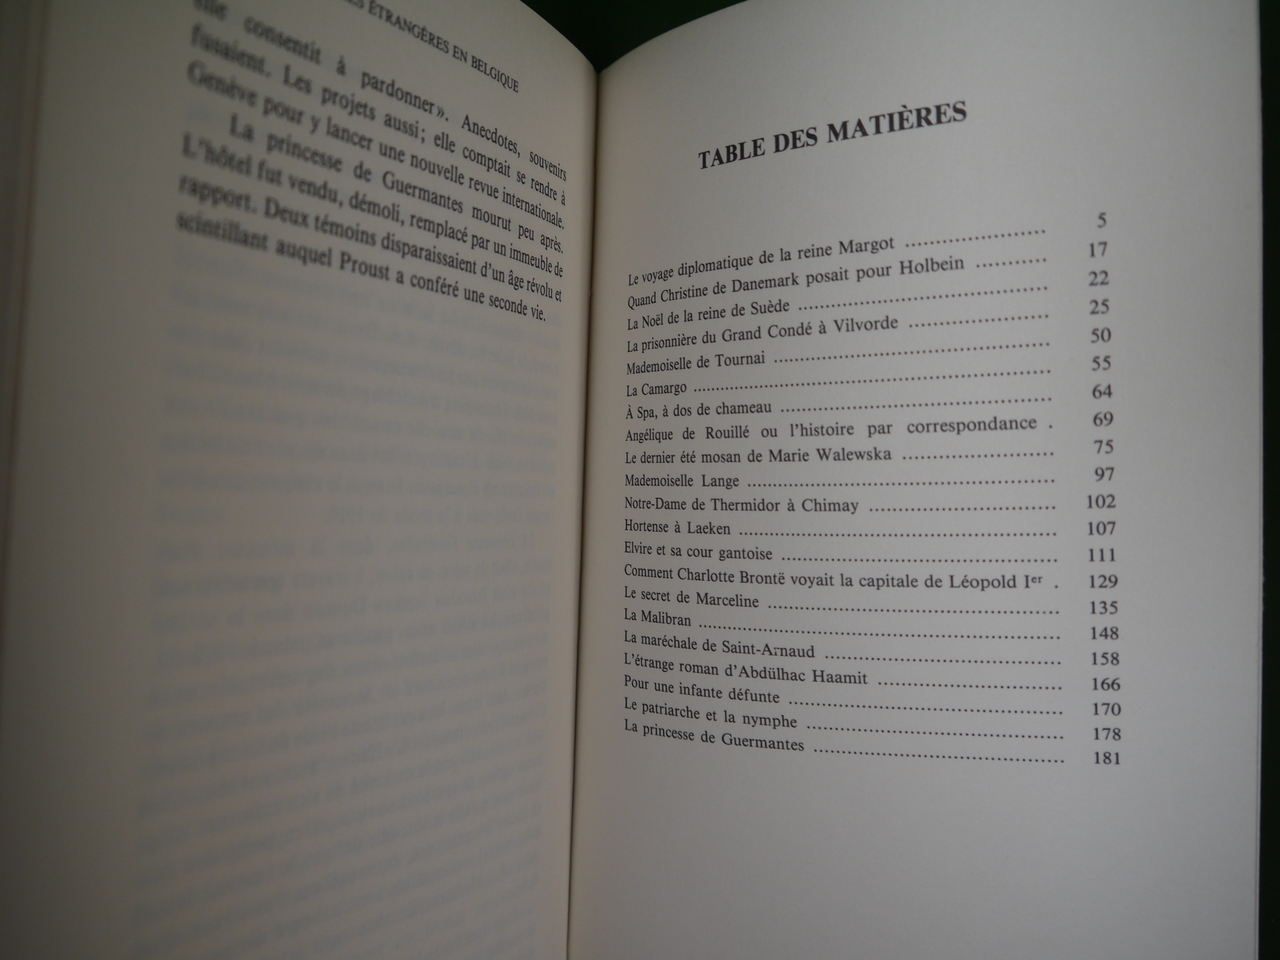 ÉTRANGÈRES EN BELGIQUE
elle consentit à pardonner». Anecdotes, souvenirs
fusaient. Les projets aussi; elle comptait se rendre à
Genève pour y lancer une nouvelle revue internationale.
La princesse de Guermantes mourut peu après.
L'hôtel fut vendu, démoli, remplacé par un immeuble de
rapport. Deux témoins disparaissaient d'un âge révolu et
scintillant auquel Proust a conféré une seconde vie.
TABLE DES MATIÈRES
Le voyage diplomatique de la reine Margot ........................ 5
Quand Christine de Danemark posait pour Holbein ........... 17
La Noël de la reine de Suède ........................................ 22
La prisonnière du Grand Condé à Vilvorde ........................ 25
Mademoiselle de Tournai ............................................ 50
La Camargo ............................................................ 55
À Spa, à dos de chameau ............................................ 64
Angélique de Rouillé ou l'histoire par correspondance . 69
Le dernier été mosan de Marie Walewska ........................ 75
Mademoiselle Lange .................................................. 97
Notre-Dame de Thermidor à Chimay .............................. 102
Hortense à Laeken .................................................... 107
Elvire et sa cour gantoise ............................................ 111
Comment Charlotte Brontë voyait la capitale de Léopold Ier . 129
Le secret de Marceline ................................................ 135
La Malibran ............................................................ 148
La maréchale de Saint-Arnaud ...................................... 158
L'étrange roman d'Abdülhac Haamit .............................. 166
Pour une infante défunte ............................................ 170
Le patriarche et la nymphe .......................................... 178
La princesse de Guermantes ........................................ 181